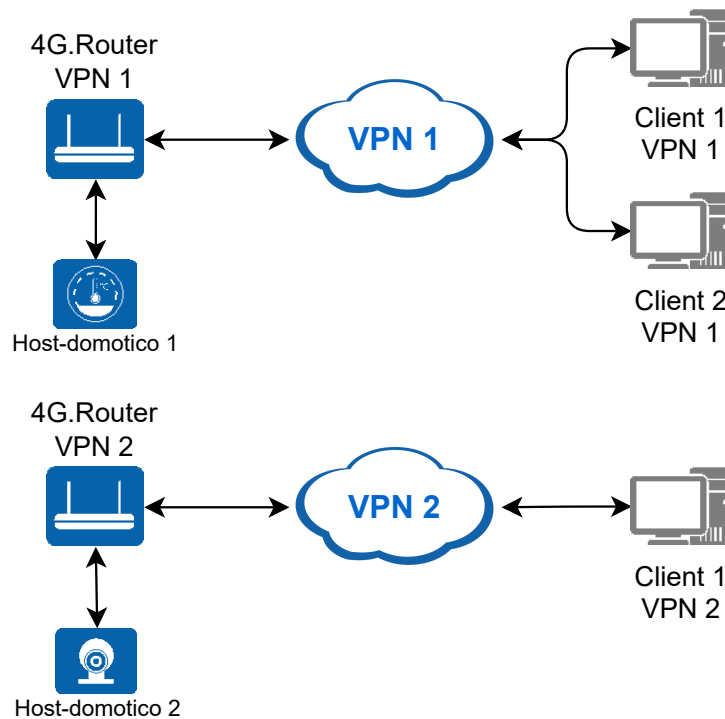 4G.Router
VPN 1
VPN 1
Client 1
VPN 1
°C
Host-domotico 1
Client 2
VPN 1
4G.Router
VPN 2
VPN 2
Client 1
VPN 2
Host-domotico 2